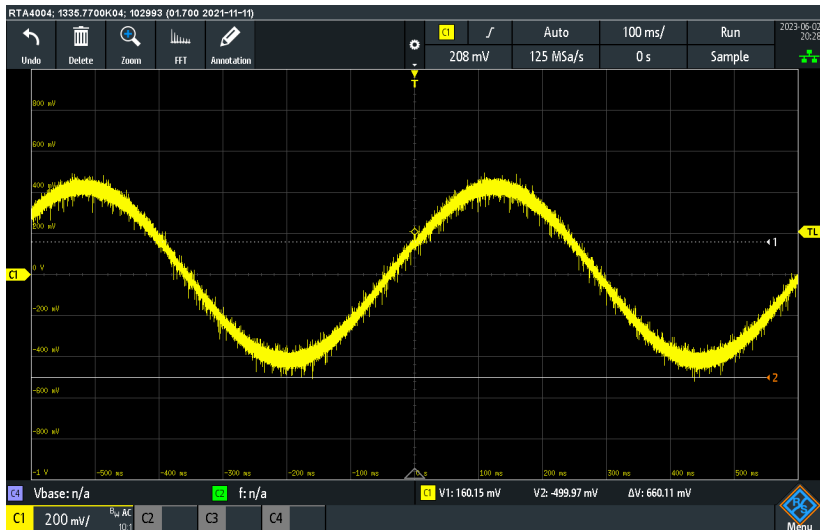 RTA4004; 1335.7700K04; 102993 (01.700 2021-11-11)
Undo Delete Zoom FFT Annotation
C1 Auto 100 ms/ Run
208 mV 125 MSa/s 0 s Sample
2023-06-02
20:28
T
800 mV
600 mV
400 mV
200 mV
TL
1
C1
0 V
-200 mV
-400 mV
2
-600 mV
-800 mV
-1 V -500 ms -400 ms -300 ms -200 ms -100 ms 0 s 100 ms 200 ms 300 ms 400 ms 500 ms
C4 Vbase: n/a C2 f: n/a C1 V1: 160.15 mV V2: -499.97 mV ΔV: 660.11 mV
C1 200 mV/ BW AC
10:1
C2 C3 C4
R&S
Menu